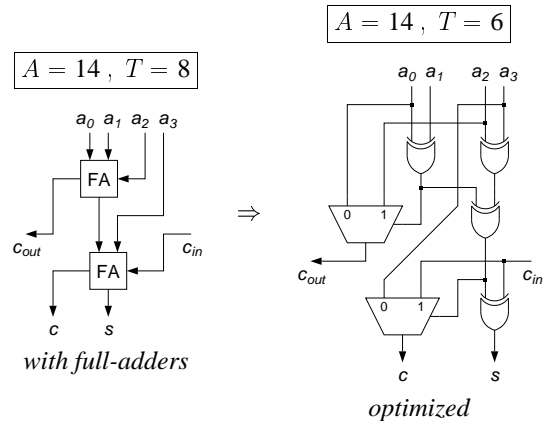 A = 14 , T = 8
a0 a1 a2 a3
FA
cout
cin
FA
c s
with full-adders
⇒
A = 14 , T = 6
a0 a1 a2 a3
0 1
cout
cin
0 1
c s
optimized